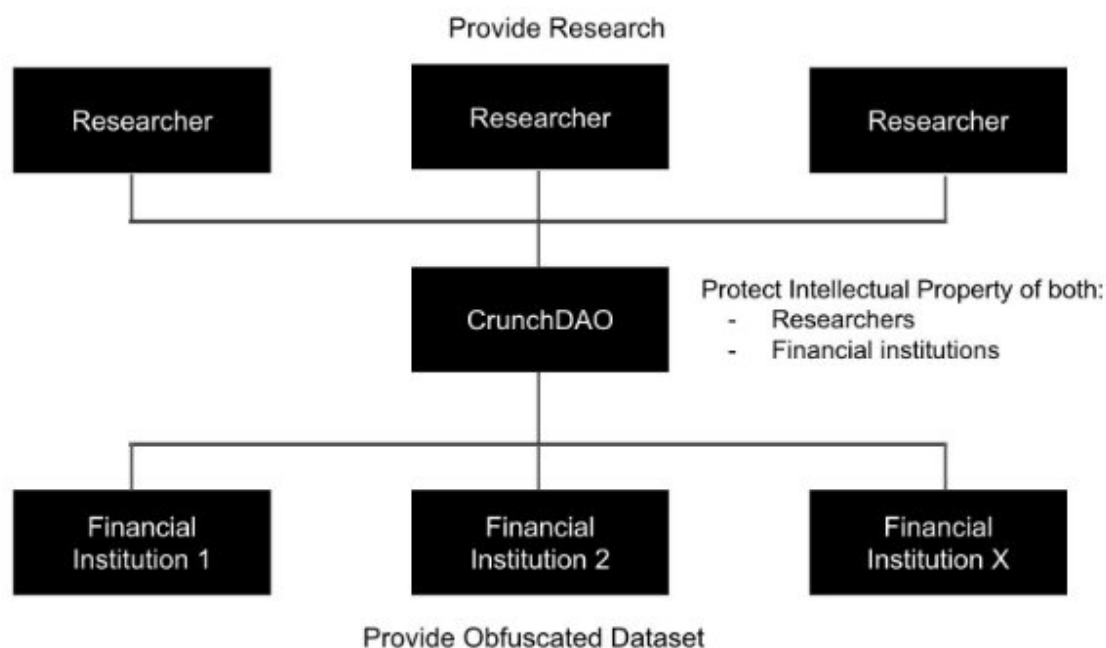 Provide Research
Researcher
Researcher
Researcher
CrunchDAO
Protect Intellectual Property of both:
- Researchers
- Financial institutions
Financial
Institution 1
Financial
Institution 2
Financial
Institution X
Provide Obfuscated Dataset